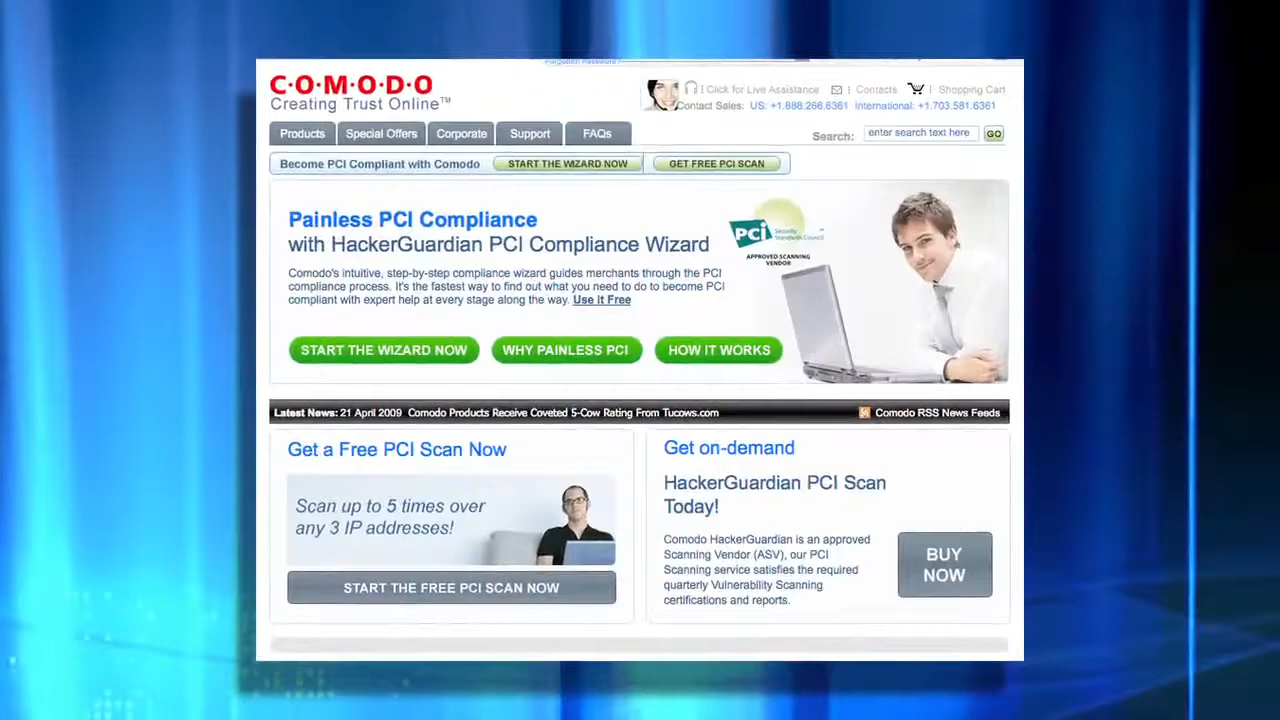 Forgotten Password?
C·O·M·O·D·O
Creating Trust Online™
Click for Live Assistance | Contacts | Shopping Cart
Contact Sales: US: +1.888.266.6361 International: +1.703.581.6361
Products Special Offers Corporate Support FAQs
Search: enter search text here GO
Become PCI Compliant with Comodo START THE WIZARD NOW GET FREE PCI SCAN
Painless PCI Compliance
with HackerGuardian PCI Compliance Wizard
Comodo's intuitive, step-by-step compliance wizard guides merchants through the PCI
compliance process. It's the fastest way to find out what you need to do to become PCI
compliant with expert help at every stage along the way. Use it Free
PCI Security
Standards Council
APPROVED SCANNING
VENDOR
START THE WIZARD NOW WHY PAINLESS PCI HOW IT WORKS
Latest News: 21 April 2009 Comodo Products Receive Coveted 5-Cow Rating From Tucows.com Comodo RSS News Feeds
Get a Free PCI Scan Now
Scan up to 5 times over
any 3 IP addresses!
START THE FREE PCI SCAN NOW
Get on-demand
HackerGuardian PCI Scan
Today!
Comodo HackerGuardian is an approved
Scanning Vendor (ASV), our PCI
Scanning service satisfies the required
quarterly Vulnerability Scanning
certifications and reports.
BUY
NOW